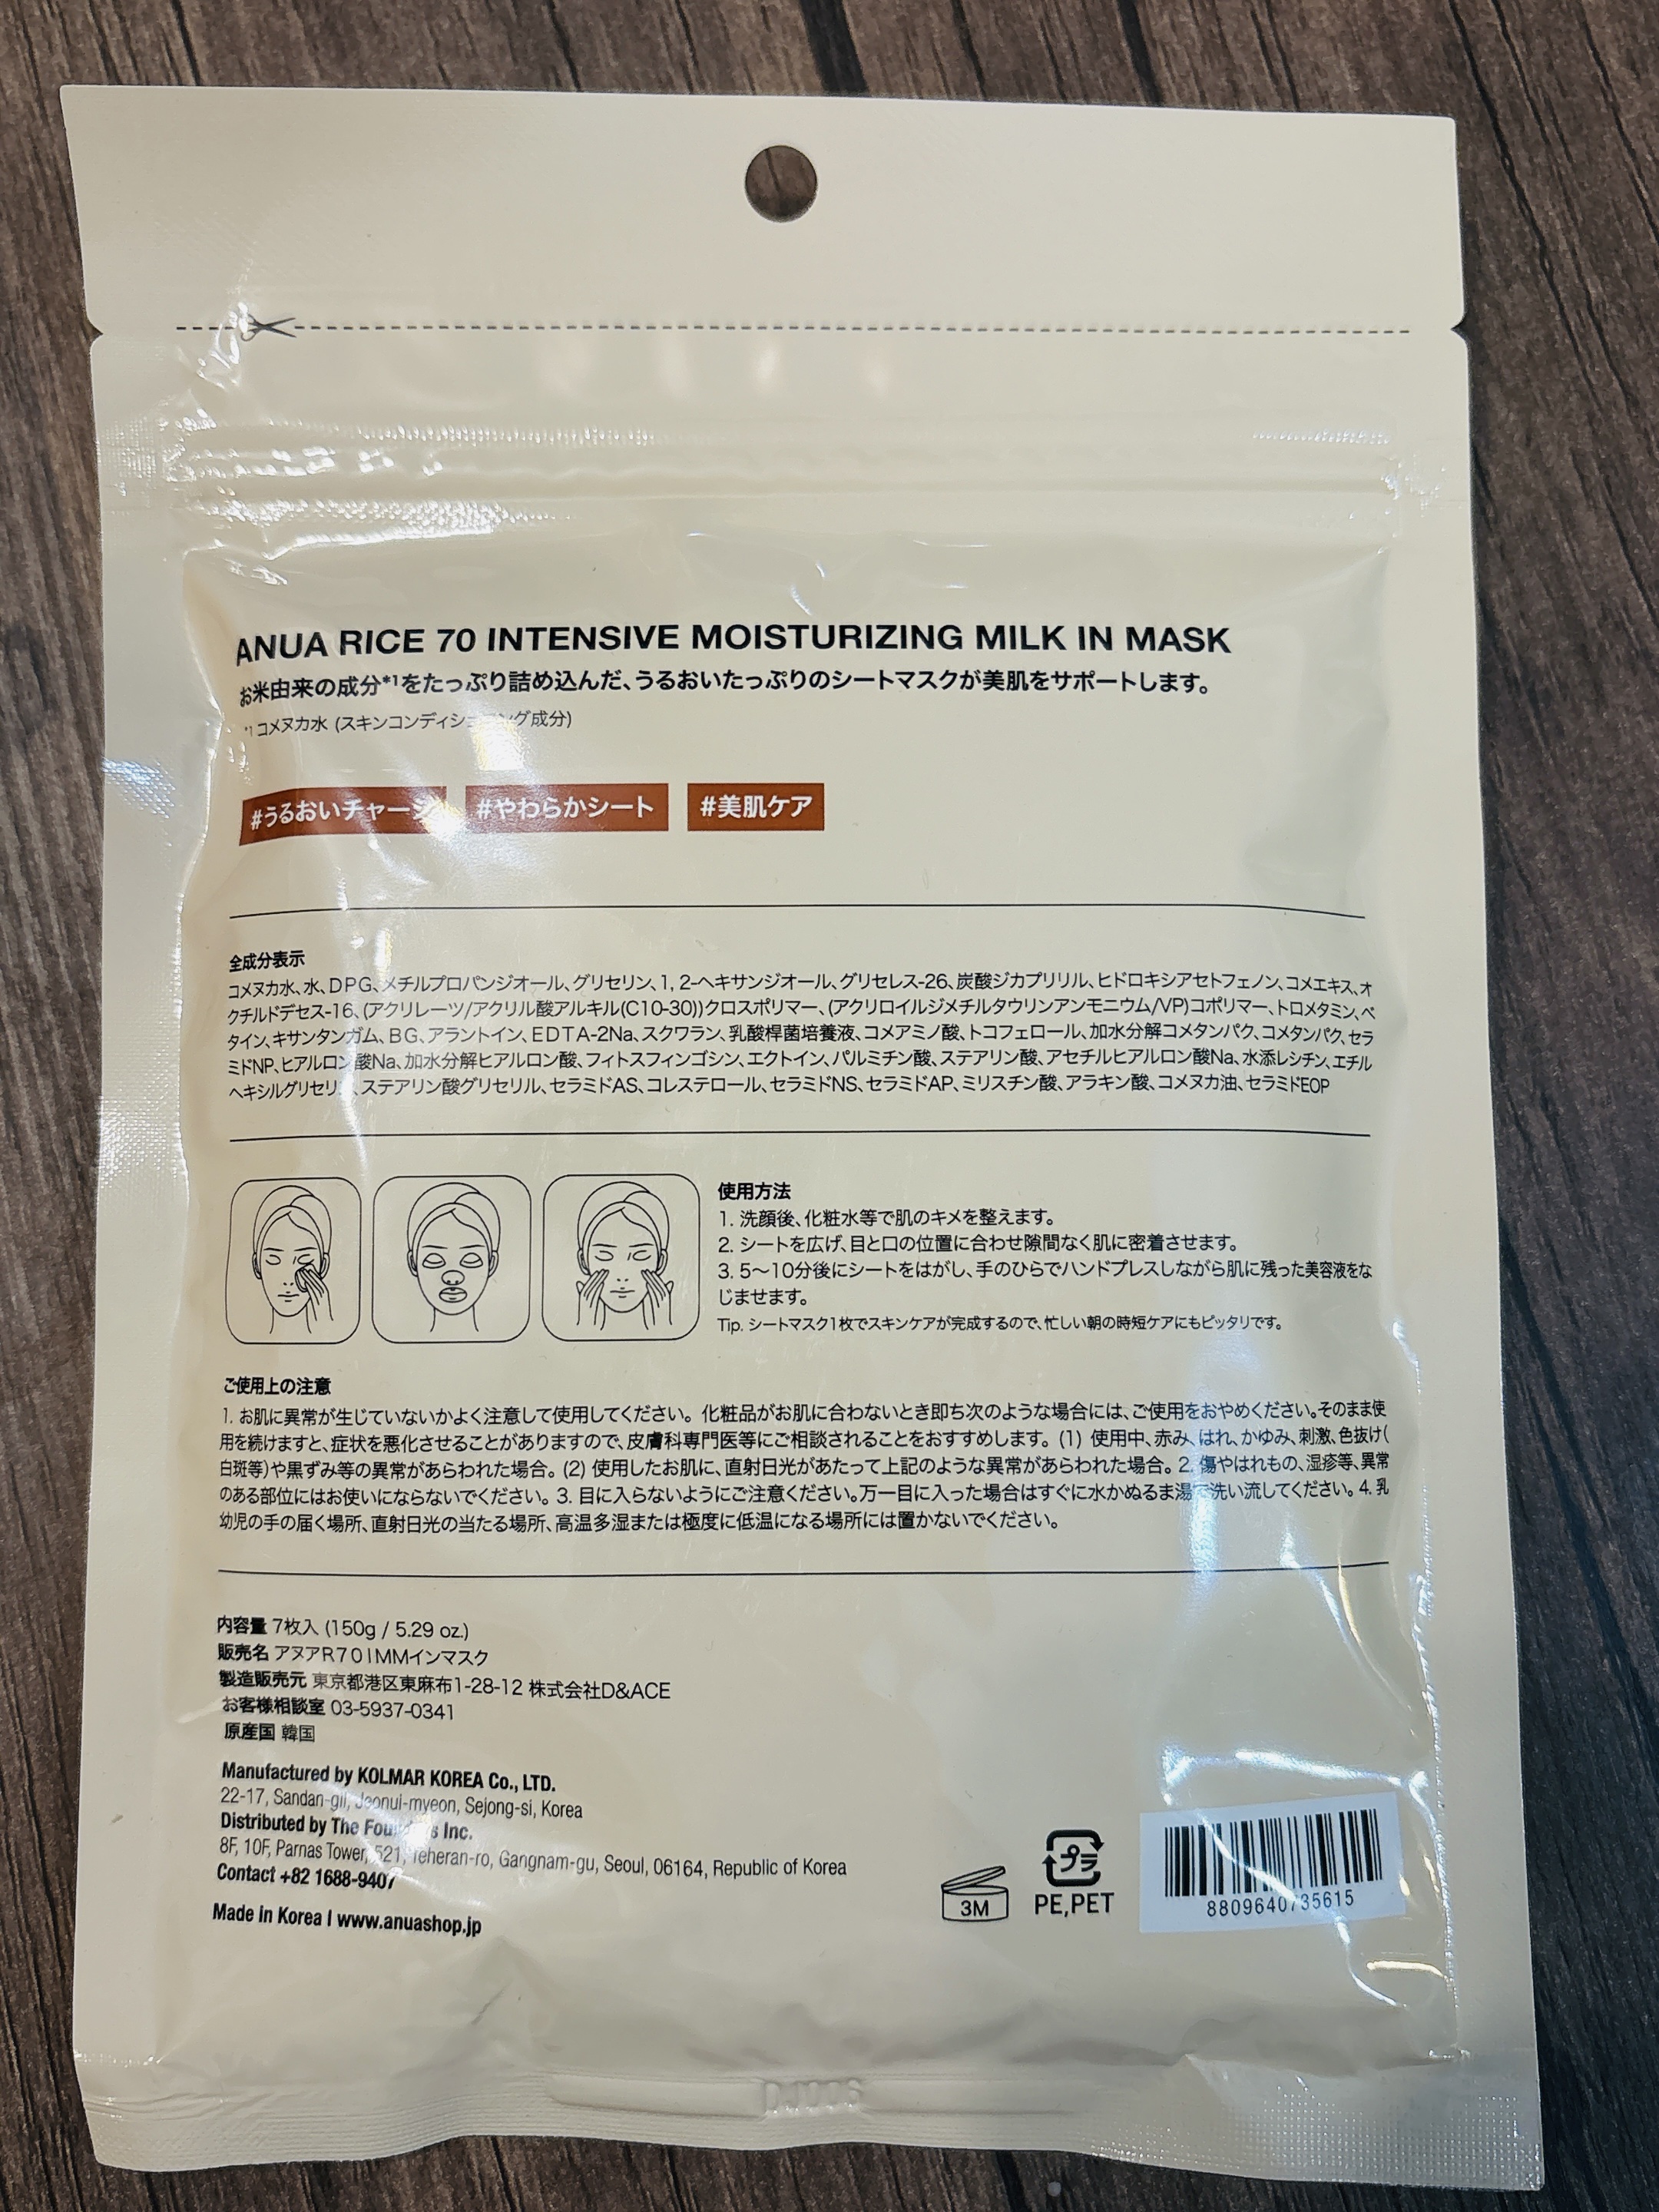 ANUA RICE 70 INTENSIVE MOISTURIZING MILK IN MASK
お米由来の成分*1をたっぷり詰め込んだ、うるおいたっぷりのシートマスクが美肌をサポートします。
*1 コメヌカ水 (スキンコンディショニング成分)
#うるおいチャージ #やわらかシート #美肌ケア
全成分表示
コメヌカ水、水、DPG、メチルプロパンジオール、グリセリン、1, 2-ヘキサンジオール、グリセレス-26、炭酸ジカプリリル、ヒドロキシアセトフェノン、コメエキス、オ
クチルドデセス-16、(アクリレーツ/アクリル酸アルキル(C10-30))クロスポリマー、(アクリロイルジメチルタウリンアンモニウム/VP)コポリマー、トロメタミン、ベ
タイン、キサンタンガム、BG、アラントイン、EDTA-2Na、スクワラン、乳酸桿菌培養液、コメアミノ酸、トコフェロール、加水分解コメタンパク、コメタンパク、セラ
ミドNP、ヒアルロン酸Na、加水分解ヒアルロン酸、フィトスフィンゴシン、エクトイン、パルミチン酸、ステアリン酸、アセチルヒアルロン酸Na、水添レシチン、エチル
ヘキシルグリセリン、ステアリン酸グリセリル、セラミドAS、コレステロール、セラミドNS、セラミドAP、ミリスチン酸、アラキン酸、コメヌカ油、セラミドEOP
使用方法
1. 洗顔後、化粧水等で肌のキメを整えます。
2. シートを広げ、目と口の位置に合わせ隙間なく肌に密着させます。
3. 5〜10分後にシートをはがし、手のひらでハンドプレスしながら肌に残った美容液をな
じませます。
Tip. シートマスク1枚でスキンケアが完成するので、忙しい朝の時短ケアにもピッタリです。
ご使用上の注意
1. お肌に異常が生じていないかよく注意して使用してください。化粧品がお肌に合わないとき即ち次のような場合には、ご使用をおやめください。そのまま使
用を続けますと、症状を悪化させることがありますので、皮膚科専門医等にご相談されることをおすすめします。(1) 使用中、赤み、はれ、かゆみ、刺激、色抜け(
白斑等)や黒ずみ等の異常があらわれた場合。(2) 使用したお肌に、直射日光があたって上記のような異常があらわれた場合。2. 傷やはれもの、湿疹等、異常
のある部位にはお使いにならないでください。3. 目に入らないようにご注意ください。万一目に入った場合はすぐに水かぬるま湯で洗い流してください。4. 乳
幼児の手の届く場所、直射日光の当たる場所、高温多湿または極度に低温になる場所には置かないでください。
内容量 7枚入 (150g / 5.29 oz.)
販売名 アヌアR70IMMインマスク
製造販売元 東京都港区東麻布1-28-12 株式会社D&ACE
お客様相談室 03-5937-0341
原産国 韓国
Manufactured by KOLMAR KOREA Co., LTD.
22-17, Sandan-gil, Jeonui-myeon, Sejong-si, Korea
Distributed by The Founders Inc.
8F, 10F, Parnas Tower, 521, Teheran-ro, Gangnam-gu, Seoul, 06164, Republic of Korea
Contact +82 1688-9407
Made in Korea I www.anuashop.jp
3M
プラ
PE,PET
8809640735615